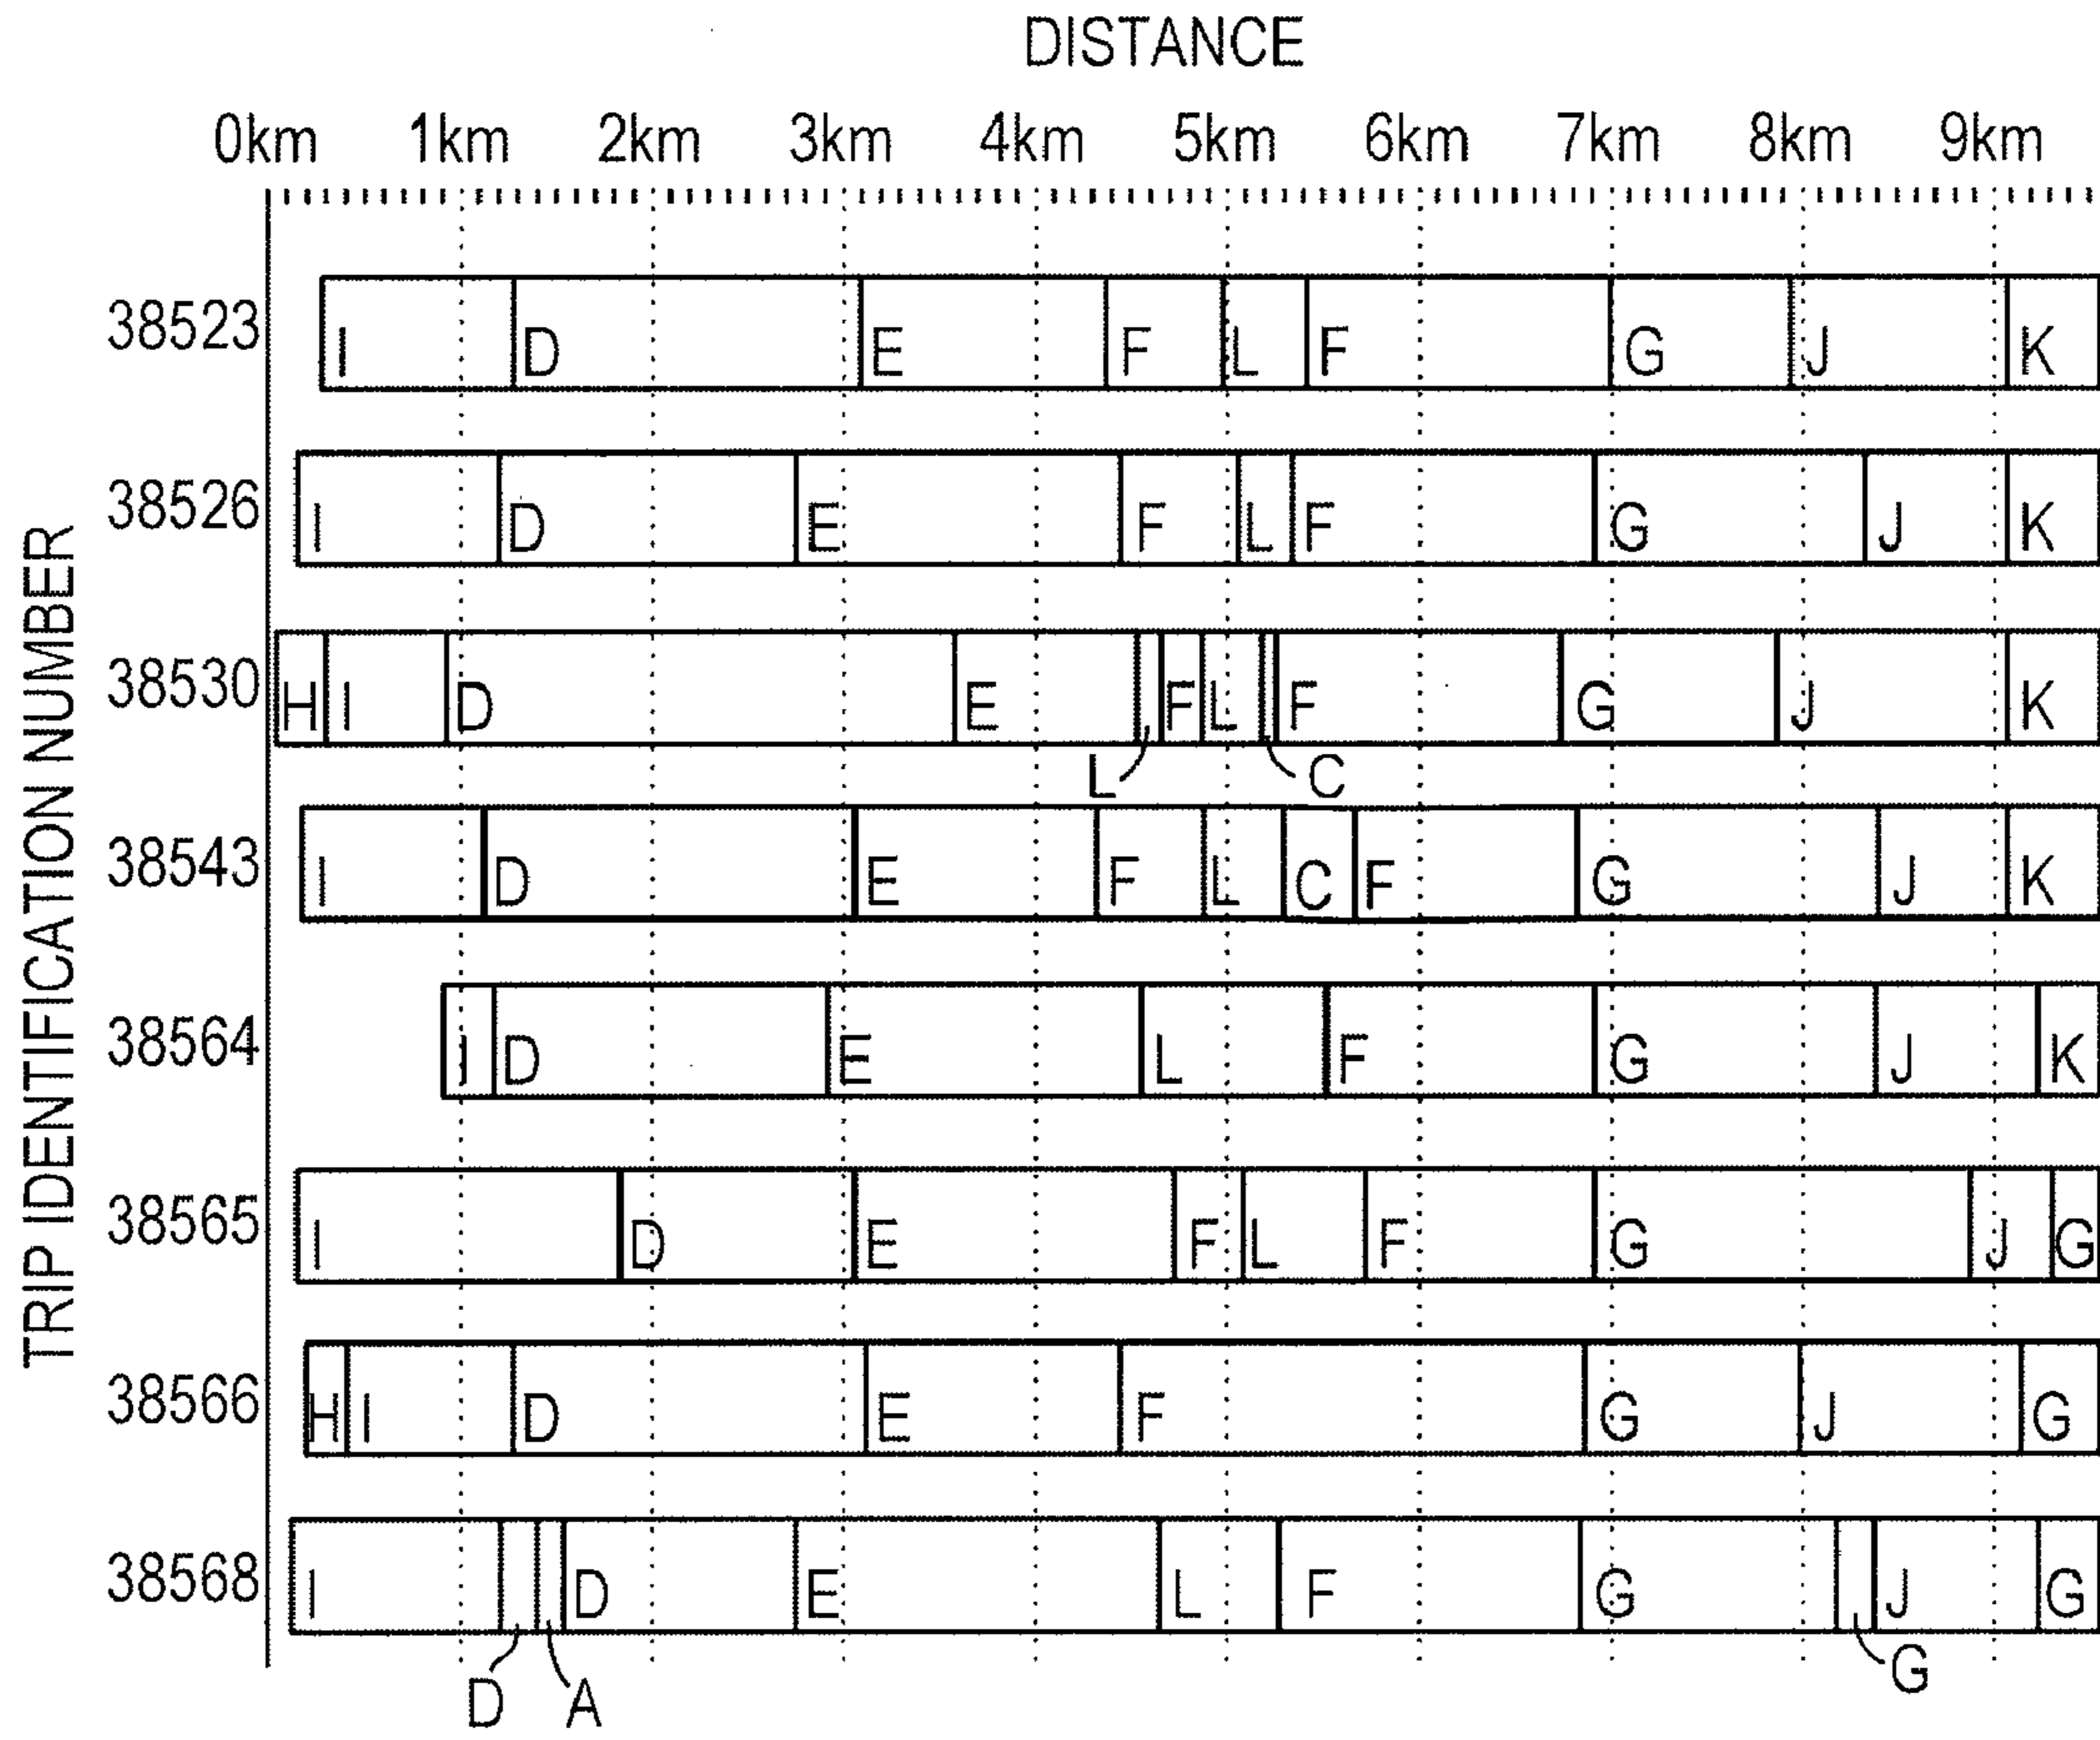 DISTANCE
0km 1km 2km 3km 4km 5km 6km 7km 8km 9km
TRIP IDENTIFICATION NUMBER
38523 I D E F L F G J K
38526 I D E F L F G J K
38530 H I D E F L F G J K
L C
38543 I D E F L C F G J K
38564 I D E L F G J K
38565 I D E F L F G J G
38566 H I D E F G J G
38568 I D E L F G J G
D A G